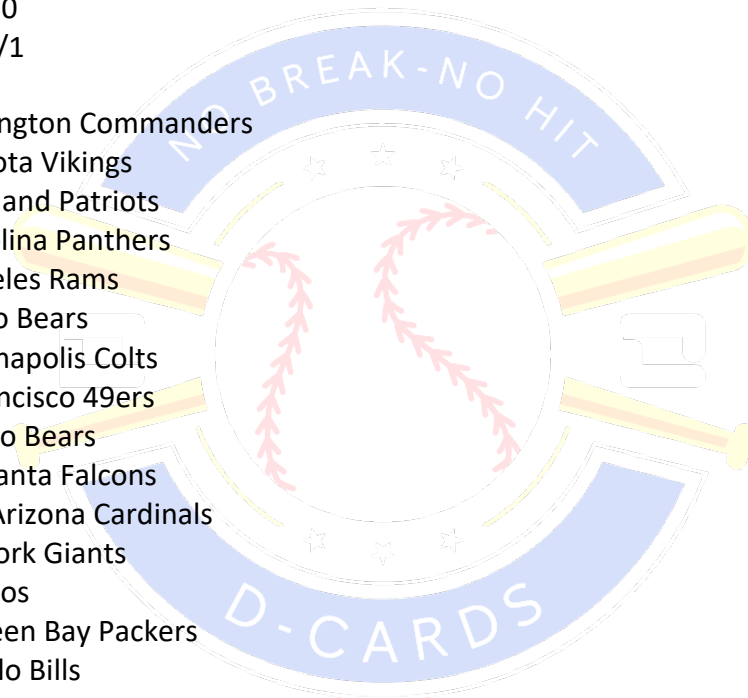 0
/1
ngton Commanders
ota Vikings
and Patriots
lina Panthers
eles Rams
o Bears
napolis Colts
ncisco 49ers
o Bears
anta Falcons
Arizona Cardinals
ork Giants
os
een Bay Packers
lo Bills
NO BREAK-NO HIT
D-CARDS